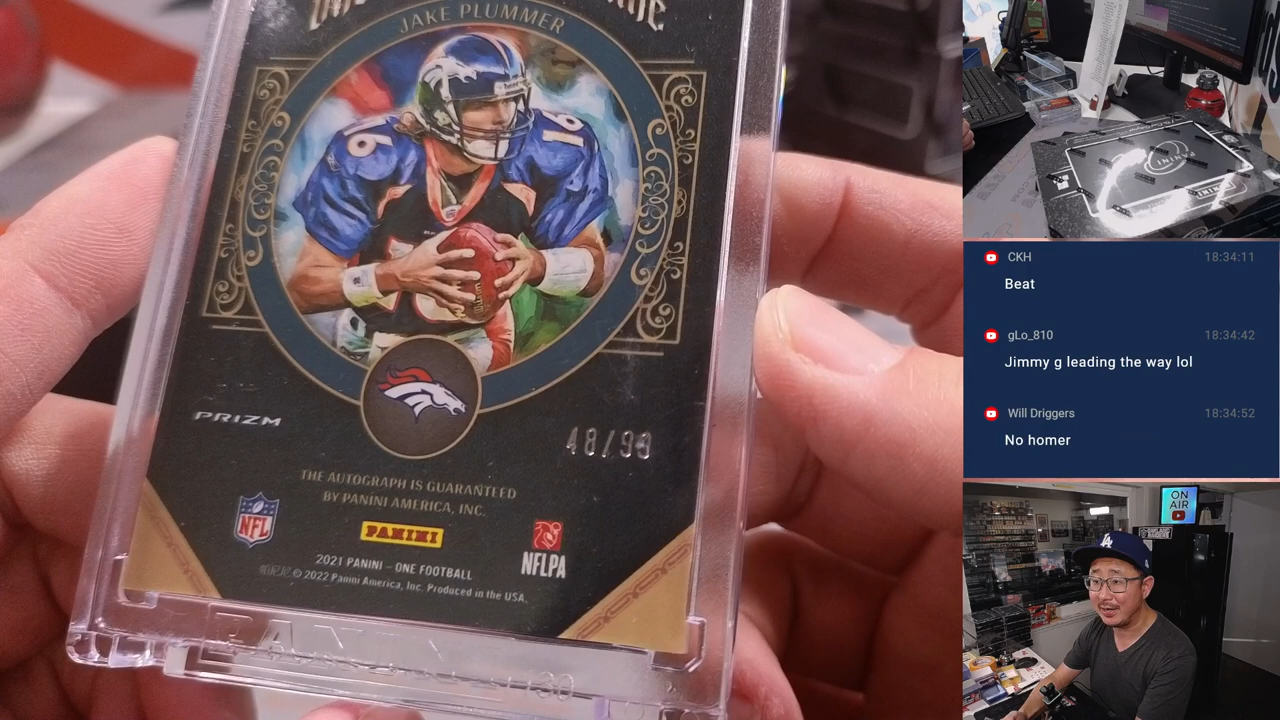 JAKE PLUMMER
16
16
PRIZM
48/99
THE AUTOGRAPH IS GUARANTEED
BY PANINI AMERICA, INC.
NFL
PANINI
NFLPA
2021 PANINI – ONE FOOTBALL
© 2022 Panini America, Inc. Produced in the USA.
CKH 18:34:11
Beat
gLo_810 18:34:42
Jimmy g leading the way lol
Will Driggers 18:34:52
No homer
ON
AIR
LA